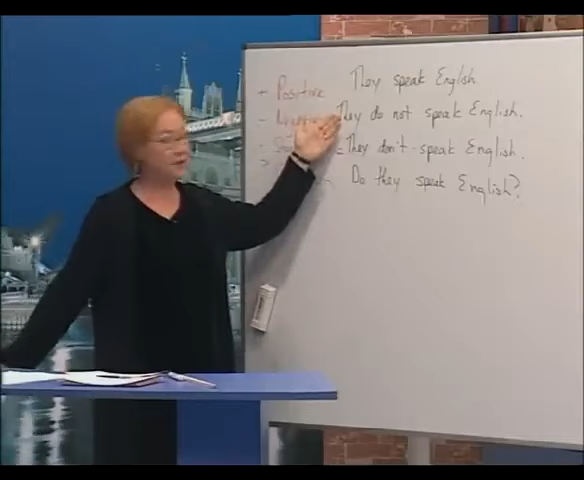 + Positive They speak English
- They do not speak English.
= They don't speak English.
? Do they speak English?